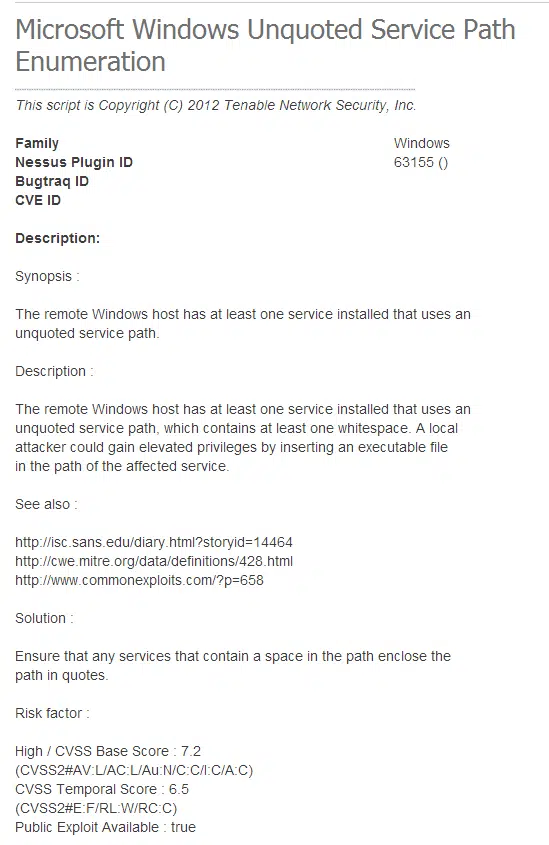 Microsoft Windows Unquoted Service Path
Enumeration
This script is Copyright (C) 2012 Tenable Network Security, Inc.
Family Windows
Nessus Plugin ID 63155 ()
Bugtraq ID
CVE ID
Description:
Synopsis :
The remote Windows host has at least one service installed that uses an
unquoted service path.
Description :
The remote Windows host has at least one service installed that uses an
unquoted service path, which contains at least one whitespace. A local
attacker could gain elevated privileges by inserting an executable file
in the path of the affected service.
See also :
http://isc.sans.edu/diary.html?storyid=14464
http://cwe.mitre.org/data/definitions/428.html
http://www.commonexploits.com/?p=658
Solution :
Ensure that any services that contain a space in the path enclose the
path in quotes.
Risk factor :
High / CVSS Base Score : 7.2
(CVSS2#AV:L/AC:L/Au:N/C:C/I:C/A:C)
CVSS Temporal Score : 6.5
(CVSS2#E:F/RL:W/RC:C)
Public Exploit Available : true